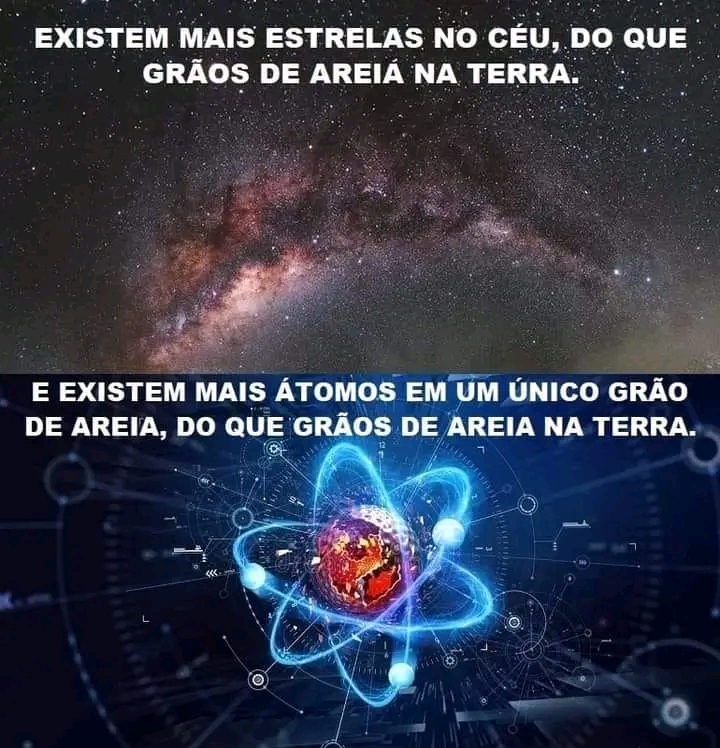 EXISTEM MAIS ESTRELAS NO CÉU, DO QUE
GRÃOS DE AREIA NA TERRA.
E EXISTEM MAIS ÁTOMOS EM UM ÚNICO GRÃO
DE AREIA, DO QUE GRÃOS DE AREIA NA TERRA.